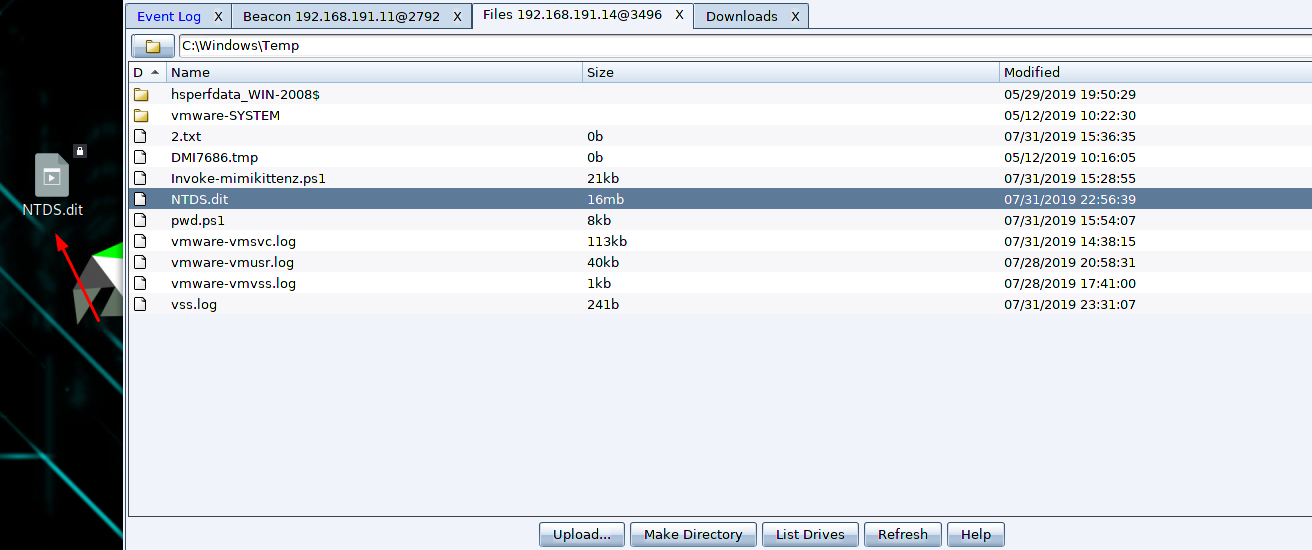 Event Log X Beacon 192.168.191.11@2792 X Files 192.168.191.14@3496 X Downloads X
C:\Windows\Temp
D Name Size Modified
hsperfdata_WIN-2008$ 05/29/2019 19:50:29
vmware-SYSTEM 05/12/2019 10:22:30
2.txt 0b 07/31/2019 15:36:35
DMI7686.tmp 0b 05/12/2019 10:16:05
Invoke-mimikittenz.ps1 21kb 07/31/2019 15:28:55
NTDS.dit 16mb 07/31/2019 22:56:39
NTDS.dit
pwd.ps1 8kb 07/31/2019 15:54:07
vmware-vmsvc.log 113kb 07/31/2019 14:38:15
vmware-vmusr.log 40kb 07/28/2019 20:58:31
vmware-vmvss.log 1kb 07/28/2019 17:41:00
vss.log 241b 07/31/2019 23:31:07
Upload... Make Directory List Drives Refresh Help